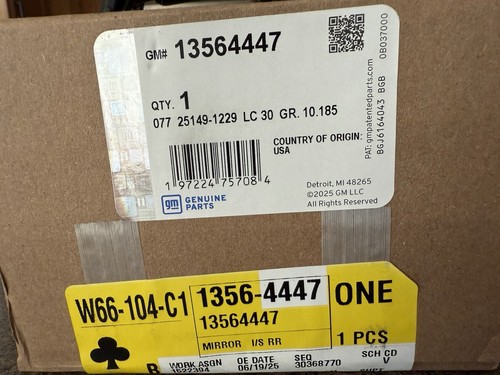 GM# 13564447
QTY. 1
077 25149-1229 LC 30 GR. 10.185
COUNTRY OF ORIGIN:
USA
1 97224 75708 4
gm GENUINE
PARTS
Detroit, MI 48265
©2025 GM LLC
All Rights Reserved
PAT: gmpatentedparts.com
BGJ6164043 BGB 0B037000
W66-104-C1
1356-4447
13564447
MIRROR I/S RR
ONE
1 PCS
WORK ASGN OE DATE SEQ SCH CD
1522394 06/19/25 30368770 V